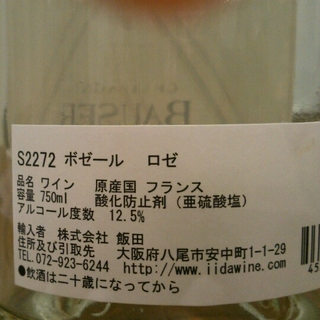 BAUSER
S2272 ボゼール ロゼ
品名 ワイン 原産国 フランス
容量 750ml 酸化防止剤（亜硫酸塩）
アルコール度数 12.5%
輸入者 株式会社 飯田
住所及び引取先 大阪府八尾市安中町1-1-29
TEL.072-923-6244 http://www.iidawine.com/
●飲酒は二十歳になってから
45